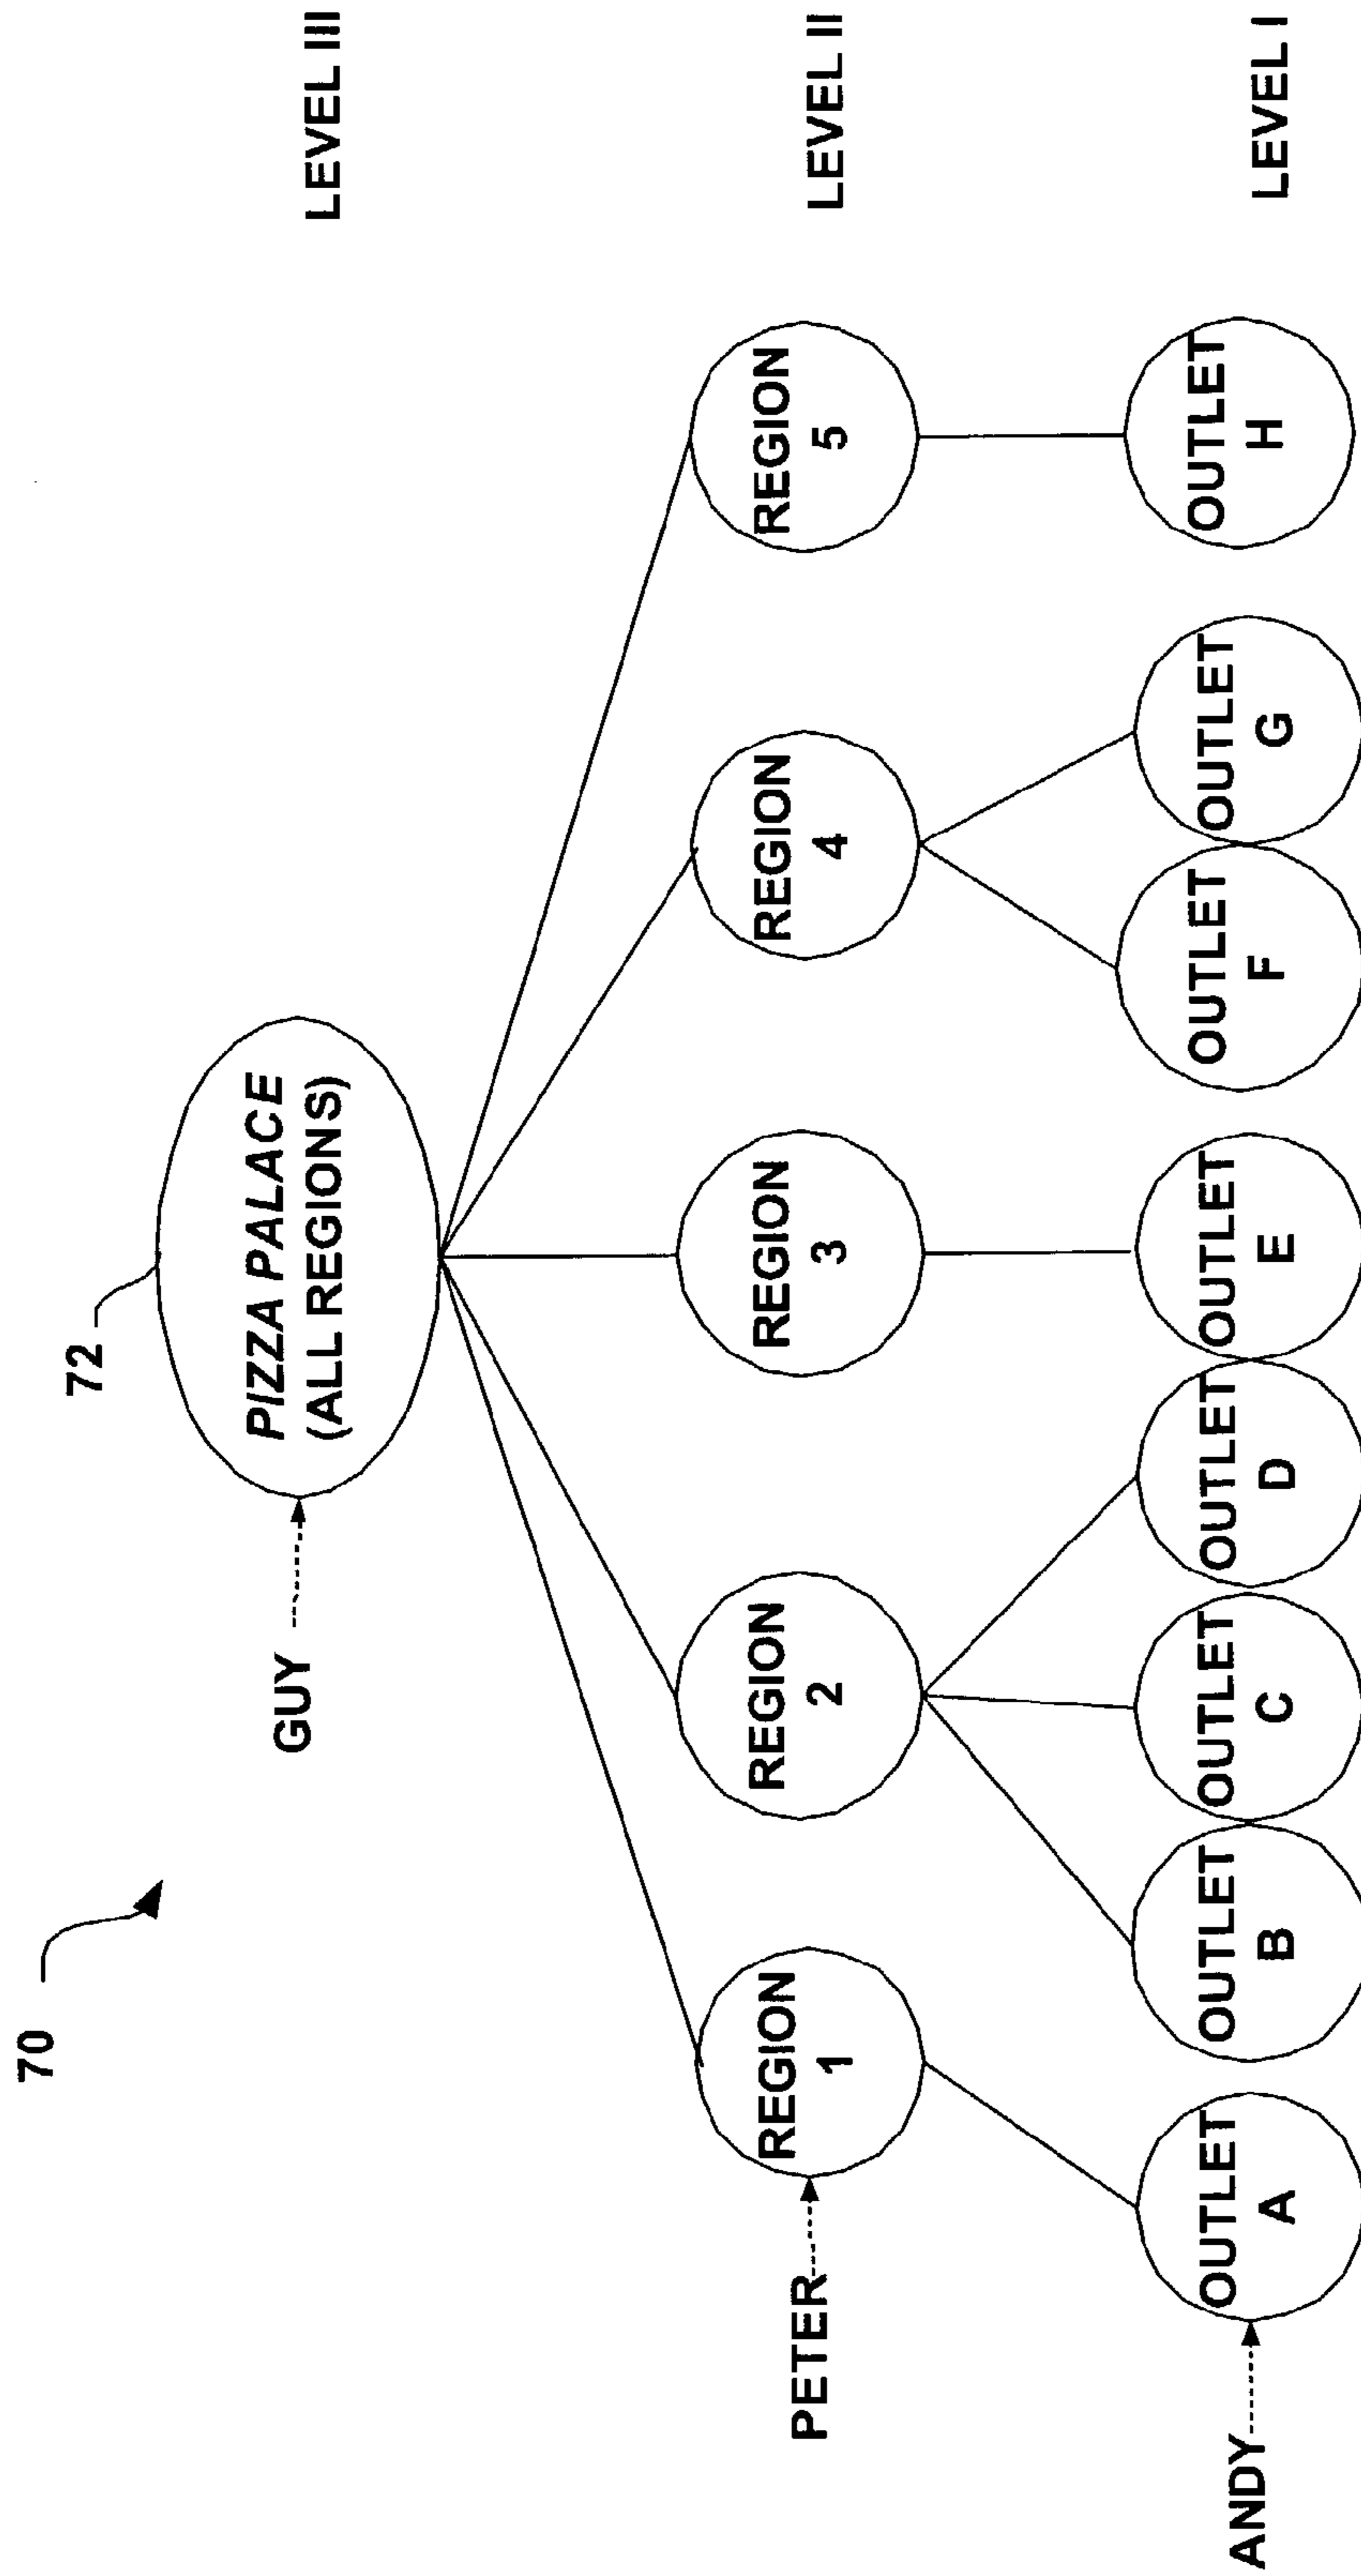 70
72
GUY
PIZZA PALACE
(ALL REGIONS)
LEVEL III
PETER
REGION
1
REGION
2
REGION
3
REGION
4
REGION
5
LEVEL II
ANDY
OUTLET
A
OUTLET
B
OUTLET
C
OUTLET
D
OUTLET
E
OUTLET
F
OUTLET
G
OUTLET
H
LEVEL I